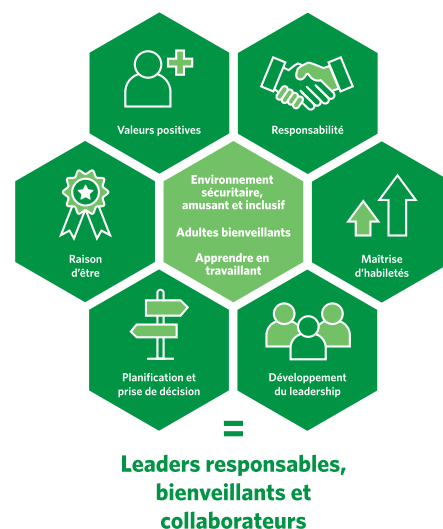 Valeurs positives
Responsabilité
Environnement
sécuritaire,
amusant et inclusif
Adultes bienveillants
Apprendre en
travaillant
Raison
d'être
Maîtrise
d'habiletés
Planification et
prise de décision
Développement
du leadership
=
Leaders responsables,
bienveillants et
collaborateurs